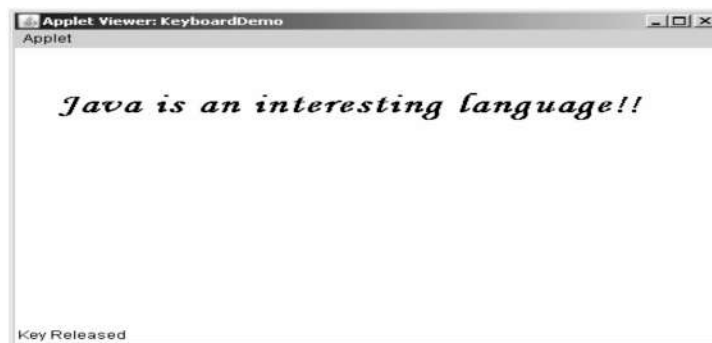 Applet Viewer: KeyboardDemo
Applet
Java is an interesting language!!
Key Released